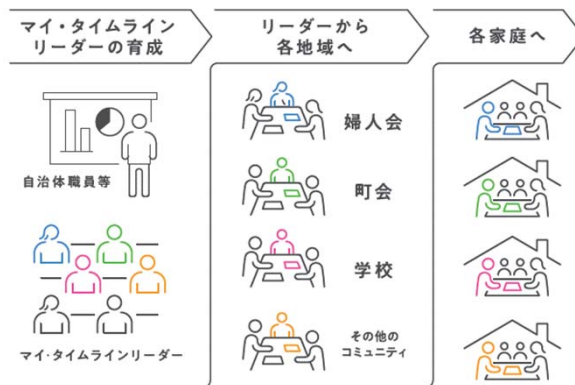 マイ・タイムライン
リーダーの育成
自治体職員等
マイ・タイムラインリーダー
リーダーから
各地域へ
婦人会
町会
学校
その他の
コミュニティ
各家庭へ